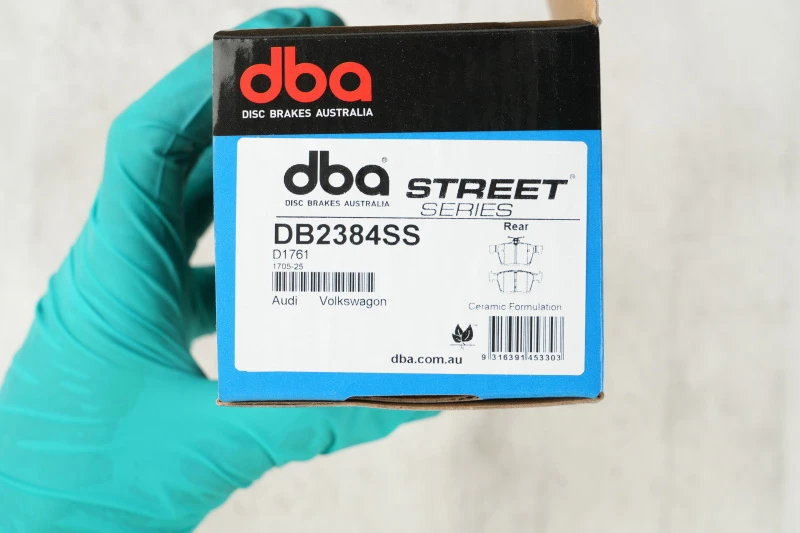 dba
DISC BRAKES AUSTRALIA
dba®
DISC BRAKES AUSTRALIA
STREET®
SERIES
DB2384SS
Rear
D1761
1705-25
Audi Volkswagon
Ceramic Formulation
dba.com.au
9 316391 453303